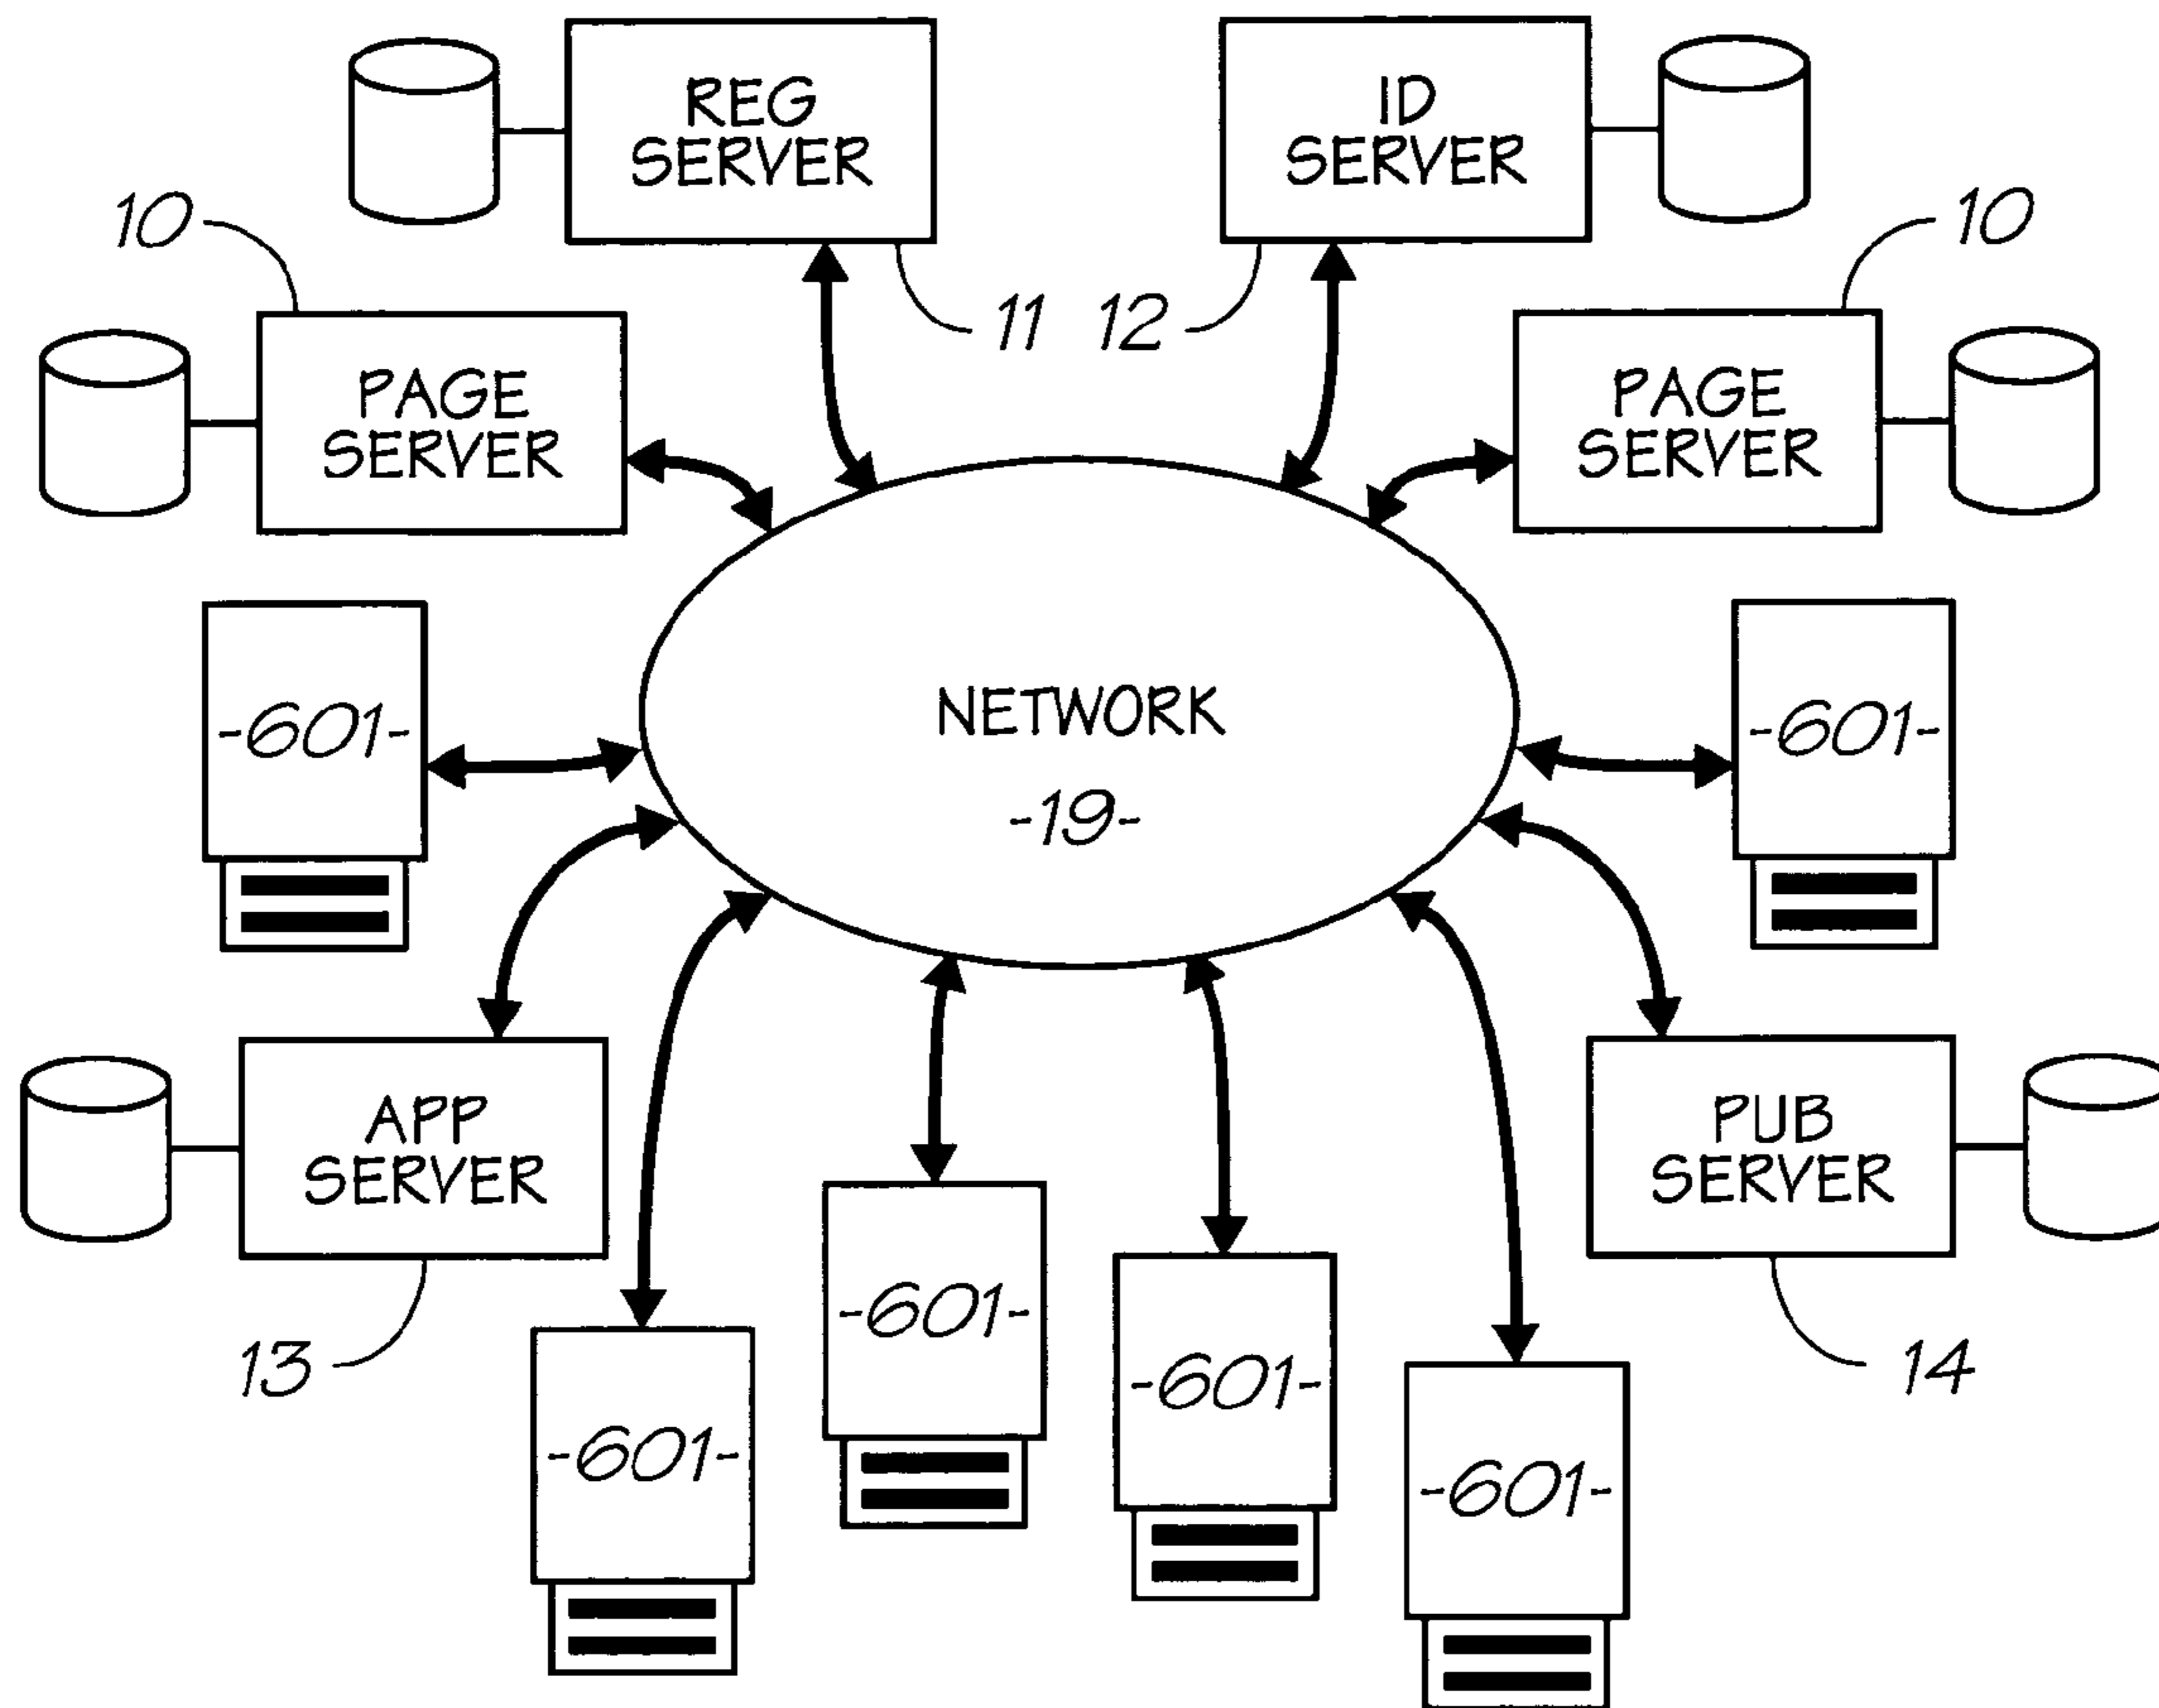 REG
SERVER
ID
SERVER
10
10
11
12
PAGE
SERVER
PAGE
SERVER
-601-
NETWORK
-19-
-601-
APP
SERVER
PUB
SERVER
13
-601-
-601-
-601-
-601-
14